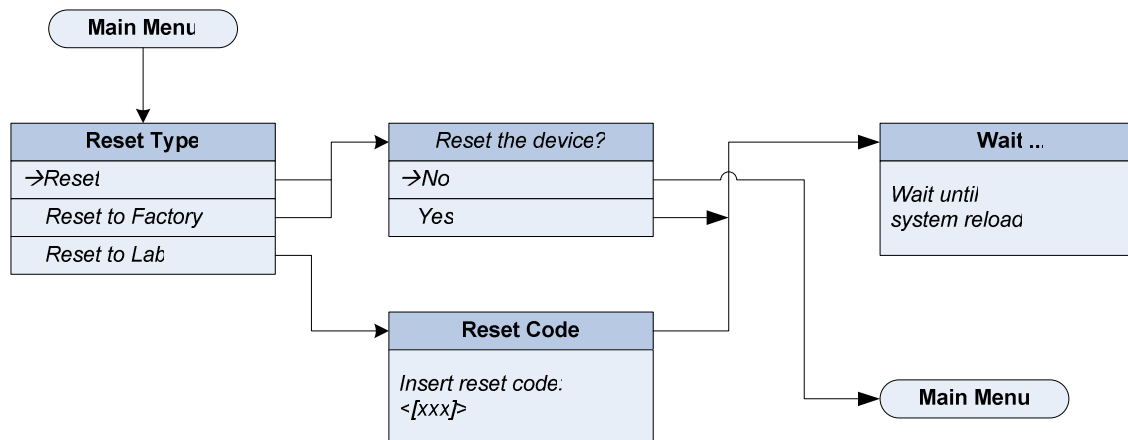 Main Menu
Reset Type
→Reset
Reset to Factory
Reset to Lab
Reset the device?
→No
Yes
Reset Code
Insert reset code:
<[xxx]>
Wait ...
Wait until
system reload
Main Menu